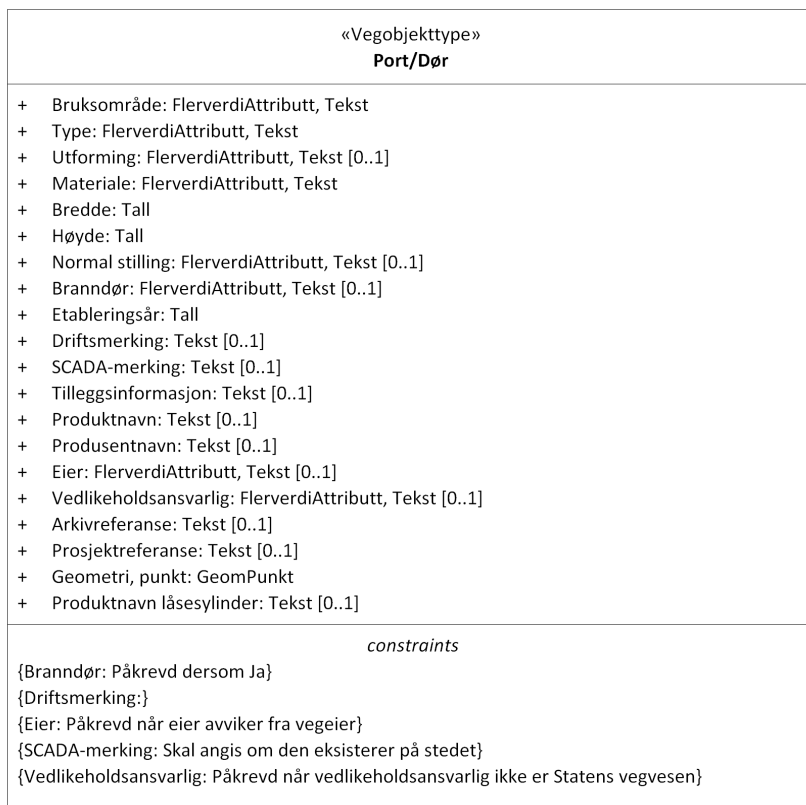 «Vegobjekttype»
Port/Dør
+ Bruksområde: FlerverdiAttributt, Tekst
+ Type: FlerverdiAttributt, Tekst
+ Utforming: FlerverdiAttributt, Tekst [0..1]
+ Materiale: FlerverdiAttributt, Tekst
+ Bredde: Tall
+ Høyde: Tall
+ Normal stilling: FlerverdiAttributt, Tekst [0..1]
+ Branndør: FlerverdiAttributt, Tekst [0..1]
+ Etableringsår: Tall
+ Driftsmerking: Tekst [0..1]
+ SCADA-merking: Tekst [0..1]
+ Tilleggsinformasjon: Tekst [0..1]
+ Produktnavn: Tekst [0..1]
+ Produsentnavn: Tekst [0..1]
+ Eier: FlerverdiAttributt, Tekst [0..1]
+ Vedlikeholdsansvarlig: FlerverdiAttributt, Tekst [0..1]
+ Arkivreferanse: Tekst [0..1]
+ Prosjektreferanse: Tekst [0..1]
+ Geometri, punkt: GeomPunkt
+ Produktnavn låsesylinder: Tekst [0..1]
constraints
{Branndør: Påkrevd dersom Ja}
{Driftsmerking:}
{Eier: Påkrevd når eier avviker fra vegeier}
{SCADA-merking: Skal angis om den eksisterer på stedet}
{Vedlikeholdsansvarlig: Påkrevd når vedlikeholdsansvarlig ikke er Statens vegvesen}